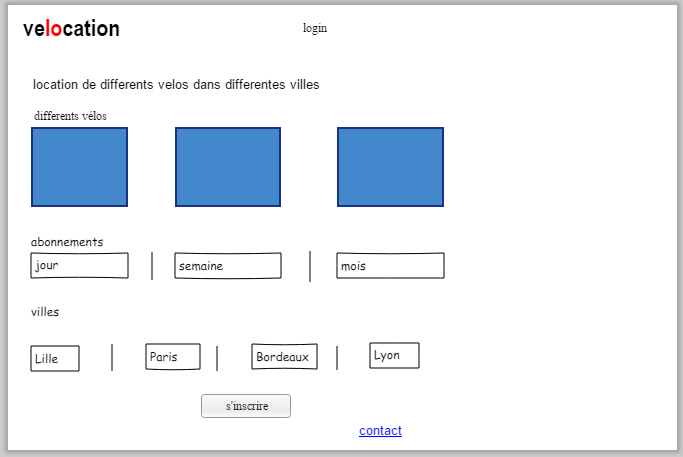 velocation
login
location de differents velos dans differentes villes
differents vélos
abonnements
jour
semaine
mois
villes
Lille
Paris
Bordeaux
Lyon
s'inscrire
contact